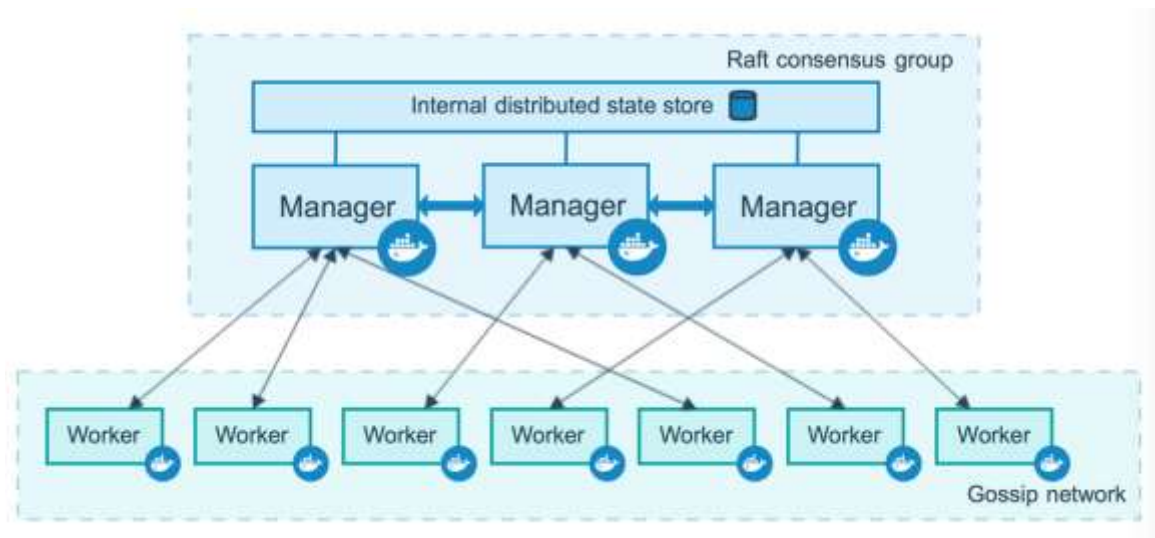 Raft consensus group
Internal distributed state store
Manager
Manager
Manager
Worker
Worker
Worker
Worker
Worker
Worker
Worker
Gossip network